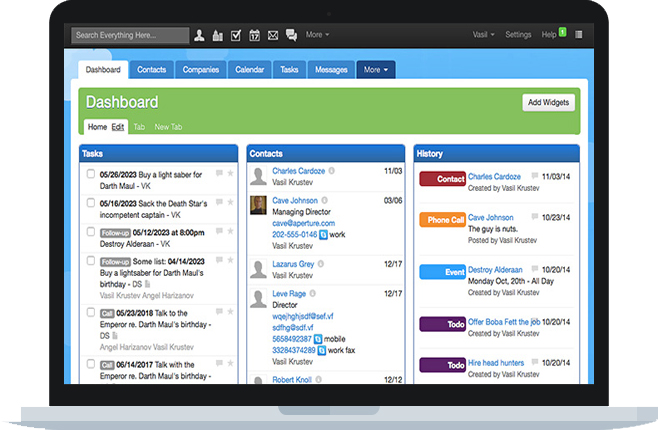 Search Everything Here...
17
More
Vasil
Settings
Help
1
Dashboard
Contacts
Companies
Calendar
Tasks
Messages
More
Dashboard
Add Widgets
Home
Edit
Tab
New Tab
Tasks
05/26/2023 Buy a light saber for
Darth Maul - VK
05/16/2023 Sack the Death Star's
incompetent captain - VK
Follow-up 05/12/2023 at 8:00pm
Destroy Alderaan - VK
Follow-up Some list: 04/14/2023
Buy a lightsaber for Darth Maul's
birthday - DS
Vasil Krustev Angel Harizanov
Call 05/23/2018 Talk to the
Emperor re. Darth Maul's birthday -
DS
Angel Harizanov Vasil Krustev
Call 06/14/2017 Talk with the
Emperor re. Darth Maul's birthday -
Contacts
Charles Cardoze 11/03
Vasil Krustev
Cave Johnson 03/06
Managing Director
cave@aperture.com
202-555-0146 work
Vasil Krustev
Lazarus Grey 12/17
Vasil Krustev
Leve Rage 12/17
Director
wqejhghjsdf@sef.vf
sdfhg@sdf.vf
5658492387 mobile
33284374289 work fax
Vasil Krustev
Robert Knoll 12/12
History
Contact Charles Cardoze 11/03/14
Created by Vasil Krustev
Phone Call Cave Johnson 10/23/14
The guy is nuts.
Posted by Vasil Krustev
Event Destroy Alderaan 10/20/14
Monday Oct, 20th - All Day
Created by Vasil Krustev
Todo Offer Boba Fett the job 10/20/14
Created by Vasil Krustev
Todo Hire head hunters 10/20/14
Created by Vasil Krustev